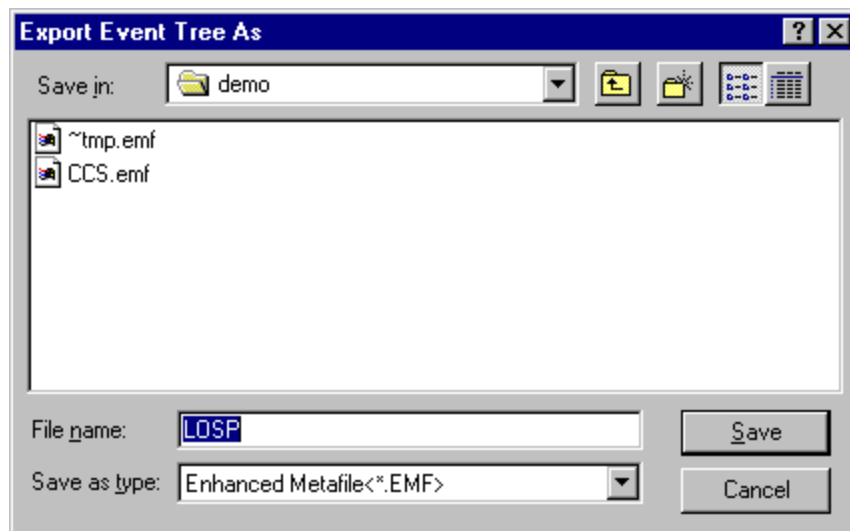 Export Event Tree As
Save in: demo
~tmp.emf
CCS.emf
File name: LOSP Save
Save as type: Enhanced Metafile<*.EMF> Cancel